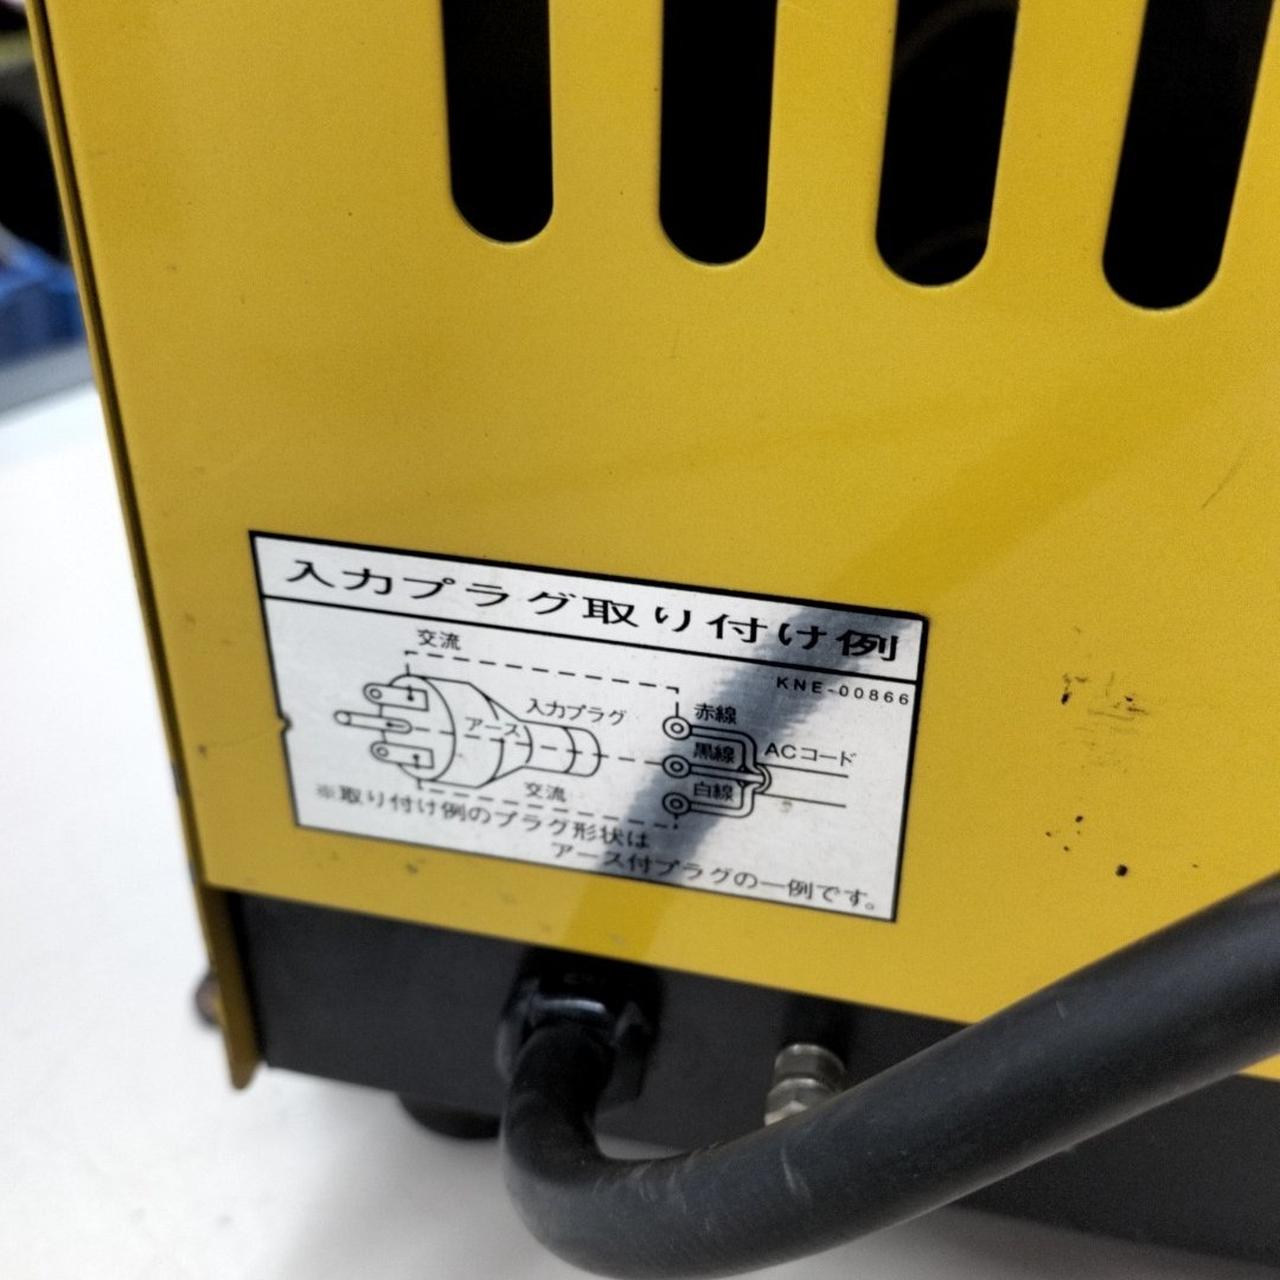 入力プラグ取り付け例
KNE-00866
交流
入力プラグ
アース
赤線
黒線
白線
ACコード
交流
※取り付け例のプラグ形状は
アース付プラグの一例です。